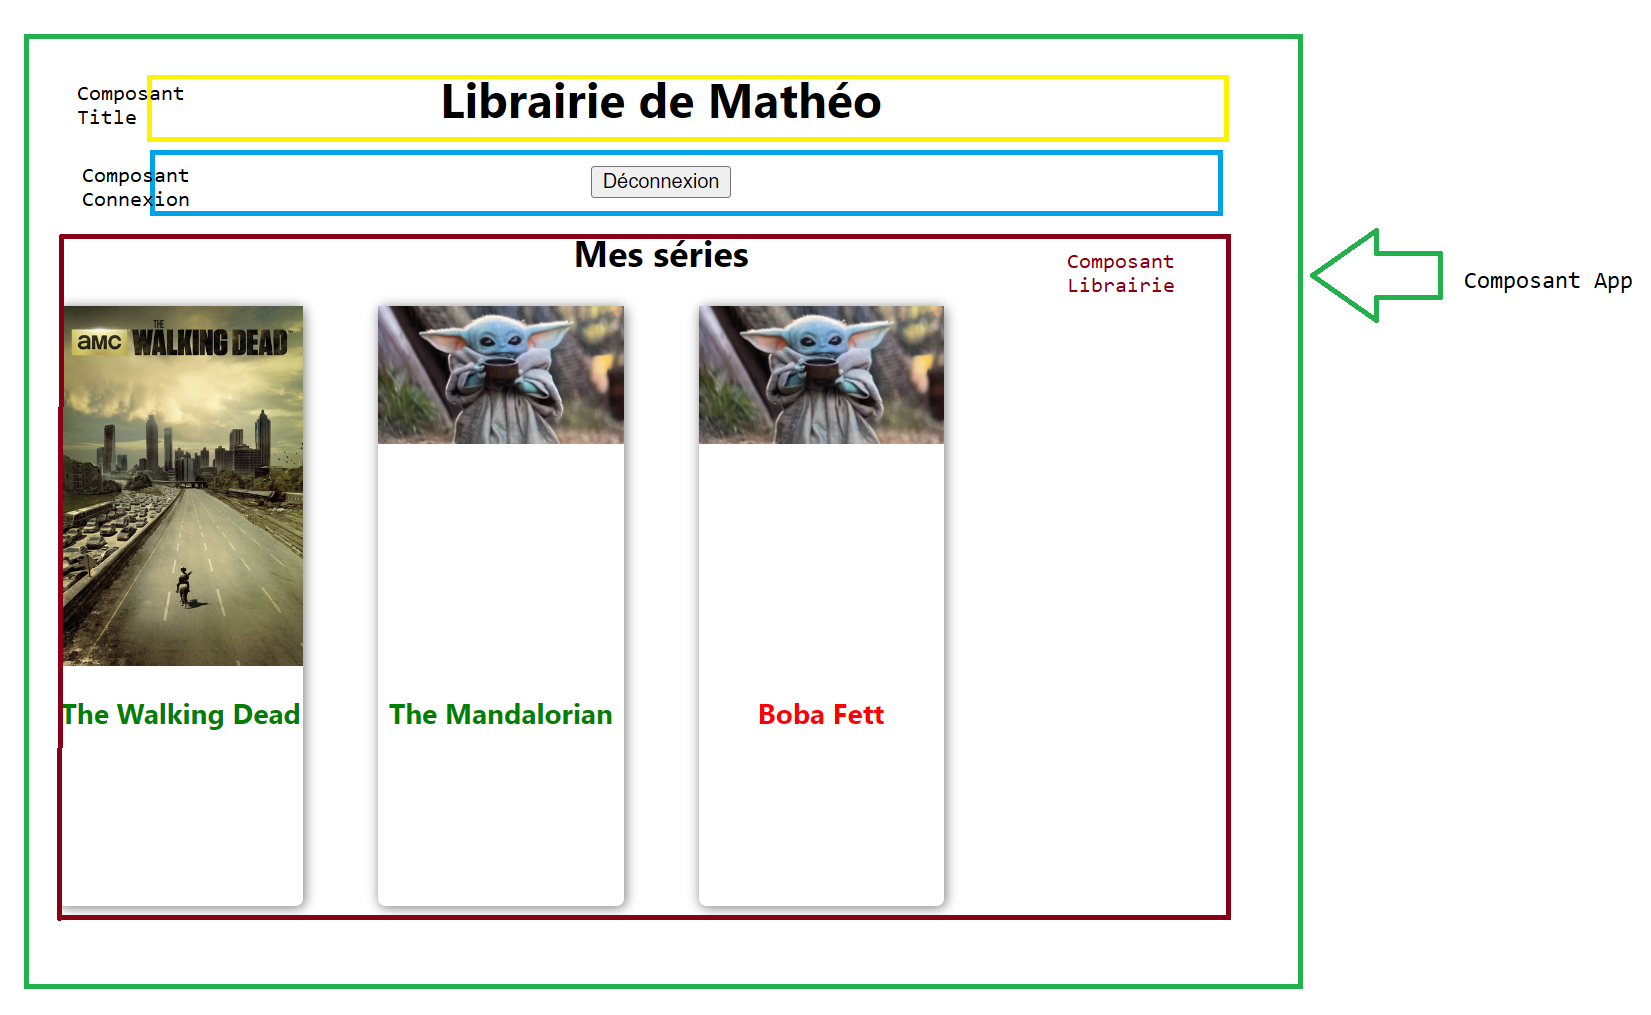 Composant
Title
Librairie de Mathéo
Composant
Connexion
Déconnexion
Mes séries
Composant
Librairie
Composant App
aMC THE WALKING DEAD
The Walking Dead
The Mandalorian
Boba Fett